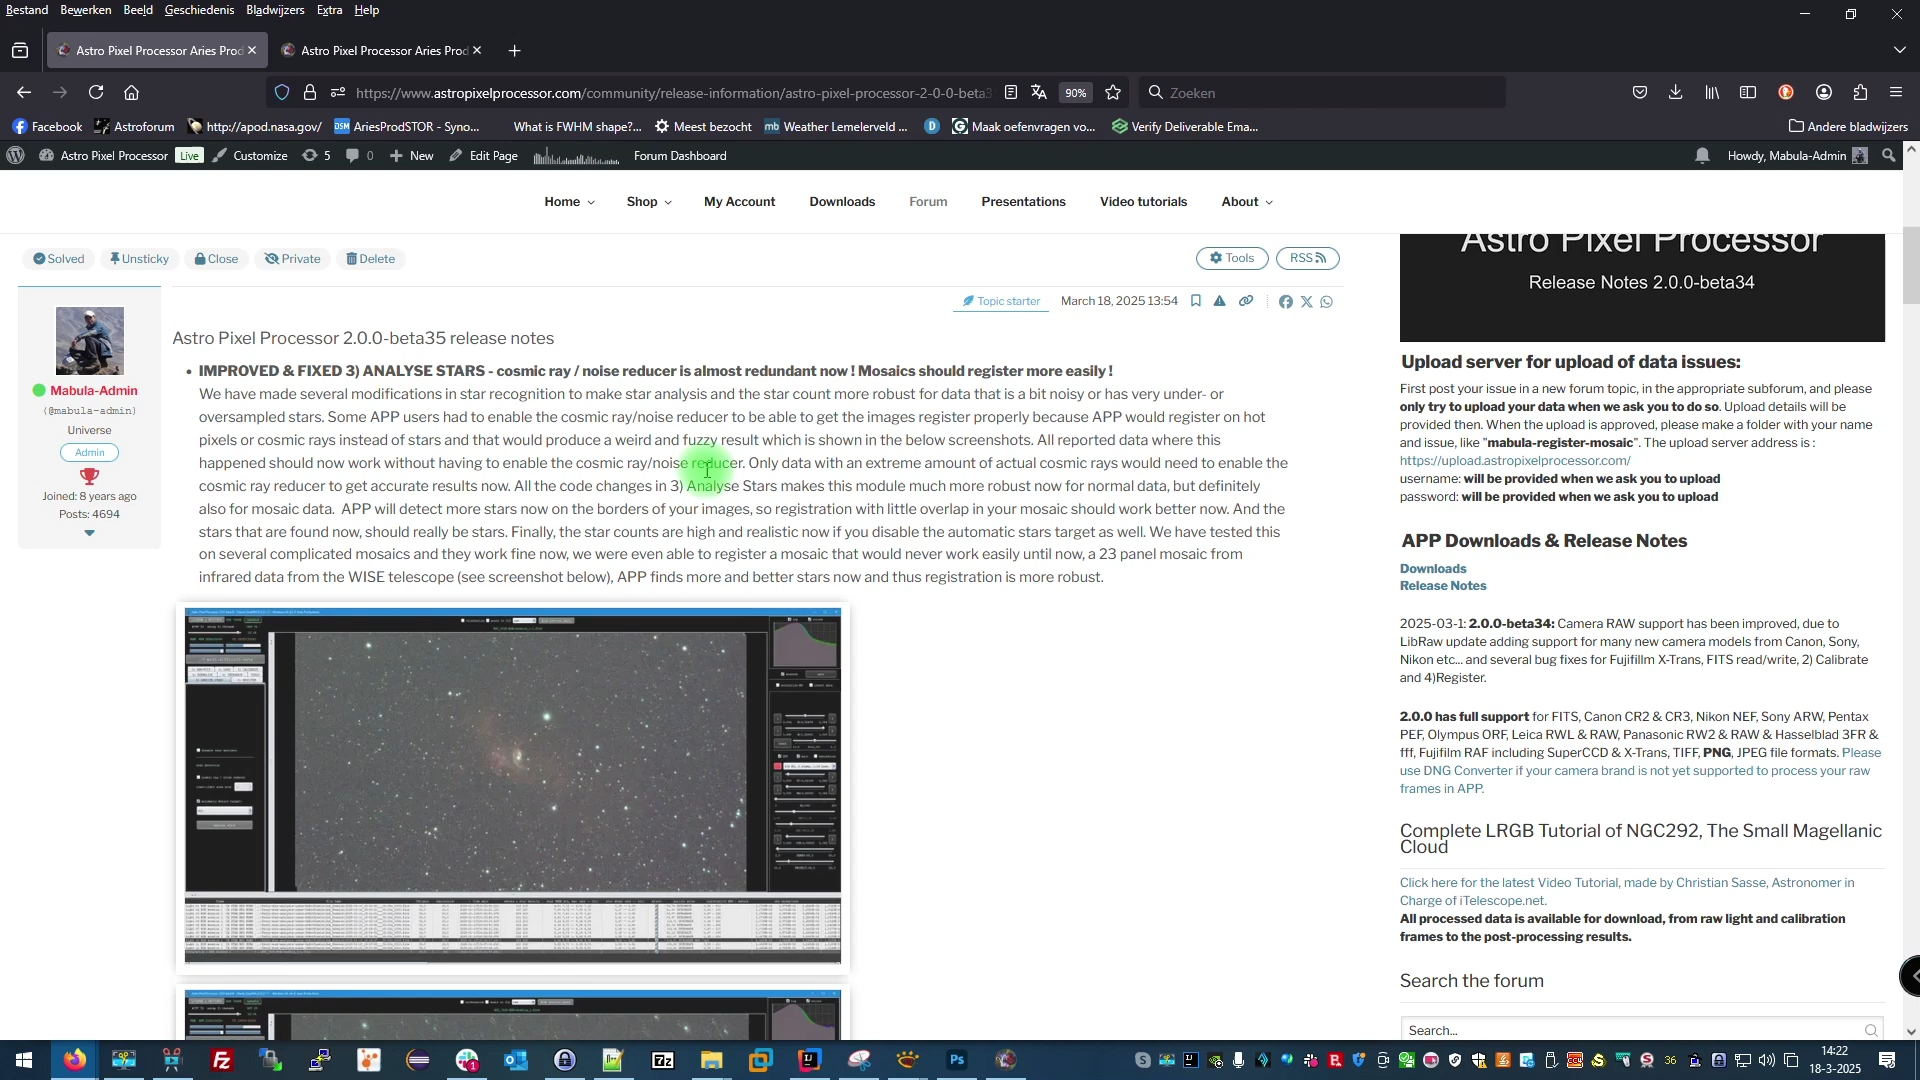 Bestand Bewerken Beeld Geschiedenis Bladwijzers Extra Help
Astro Pixel Processor Aries Prod
Astro Pixel Processor Aries Prod
https://www.astropixelprocessor.com/community/release-information/astro-pixel-processor-2-0-0-beta3
90%
Zoeken
Facebook Astroforum http://apod.nasa.gov/ AriesProdSTOR - Syno... What is FWHM shape?... Meest bezocht Weather Lemelerveld ... Maak oefenvragen vo... Verify Deliverable Ema... Andere bladwijzers
Astro Pixel Processor Live Customize 5 0 New Edit Page Forum Dashboard Howdy, Mabula-Admin
Home Shop My Account Downloads Forum Presentations Video tutorials About
Solved Unsticky Close Private Delete Tools RSS
Topic starter March 18, 2025 13:54
Mabula-Admin
(@mabula-admin)
Universe
Admin
Joined: 8 years ago
Posts: 4694
Astro Pixel Processor 2.0.0-beta35 release notes
• IMPROVED & FIXED 3) ANALYSE STARS - cosmic ray / noise reducer is almost redundant now ! Mosaics should register more easily !
We have made several modifications in star recognition to make star analysis and the star count more robust for data that is a bit noisy or has very under- or
oversampled stars. Some APP users had to enable the cosmic ray/noise reducer to be able to get the images register properly because APP would register on hot
pixels or cosmic rays instead of stars and that would produce a weird and fuzzy result which is shown in the below screenshots. All reported data where this
happened should now work without having to enable the cosmic ray/noise reducer. Only data with an extreme amount of actual cosmic rays would need to enable the
cosmic ray reducer to get accurate results now. All the code changes in 3) Analyse Stars makes this module much more robust now for normal data, but definitely
also for mosaic data. APP will detect more stars now on the borders of your images, so registration with little overlap in your mosaic should work better now. And the
stars that are found now, should really be stars. Finally, the star counts are high and realistic now if you disable the automatic stars target as well. We have tested this
on several complicated mosaics and they work fine now, we were even able to register a mosaic that would never work easily until now, a 23 panel mosaic from
infrared data from the WISE telescope (see screenshot below), APP finds more and better stars now and thus registration is more robust.
Astro Pixel Processor
Release Notes 2.0.0-beta34
Upload server for upload of data issues:
First post your issue in a new forum topic, in the appropriate subforum, and please
only try to upload your data when we ask you to do so. Upload details will be
provided then. When the upload is approved, please make a folder with your name
and issue, like "mabula-register-mosaic". The upload server address is :
https://upload.astropixelprocessor.com/
username: will be provided when we ask you to upload
password: will be provided when we ask you to upload
APP Downloads & Release Notes
Downloads
Release Notes
2025-03-1: 2.0.0-beta34: Camera RAW support has been improved, due to
LibRaw update adding support for many new camera models from Canon, Sony,
Nikon etc... and several bug fixes for Fujifillm X-Trans, FITS read/write, 2) Calibrate
and 4)Register.
2.0.0 has full support for FITS, Canon CR2 & CR3, Nikon NEF, Sony ARW, Pentax
PEF, Olympus ORF, Leica RWL & RAW, Panasonic RW2 & RAW & Hasselblad 3FR &
fff, Fujifilm RAF including SuperCCD & X-Trans, TIFF, PNG, JPEG file formats. Please
use DNG Converter if your camera brand is not yet supported to process your raw
frames in APP.
Complete LRGB Tutorial of NGC292, The Small Magellanic
Cloud
Click here for the latest Video Tutorial, made by Christian Sasse, Astronomer in
Charge of iTelescope.net.
All processed data is available for download, from raw light and calibration
frames to the post-processing results.
Search the forum
Search...
14:22
18-3-2025